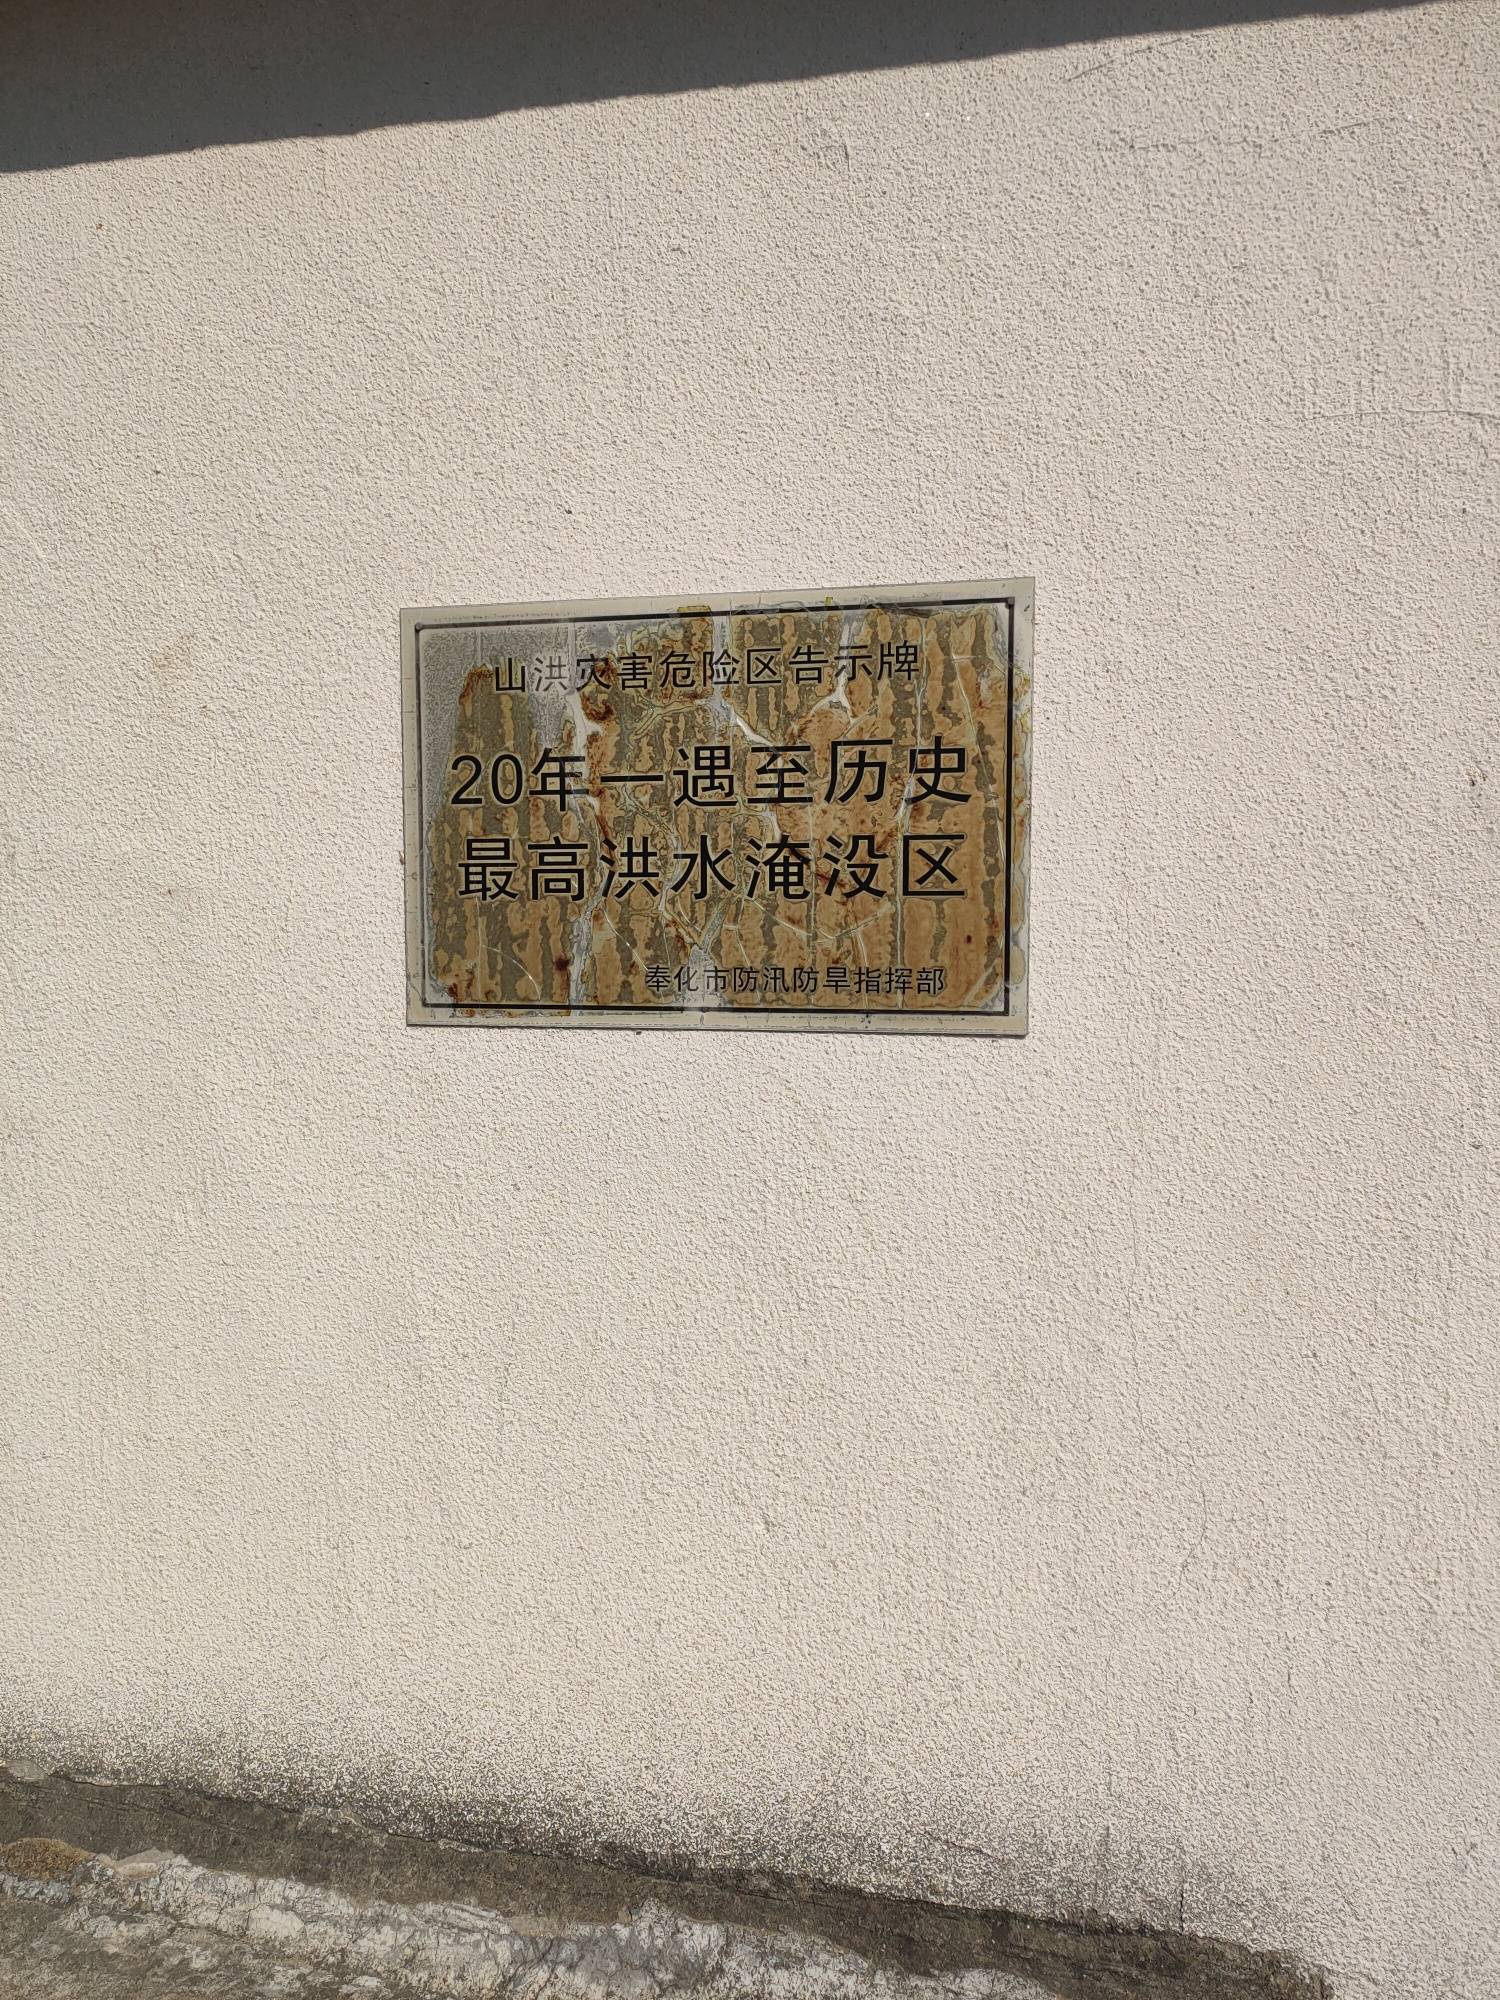 山洪灾害危险区告示牌
20年一遇至历史
最高洪水淹没区
奉化市防汛防旱指挥部